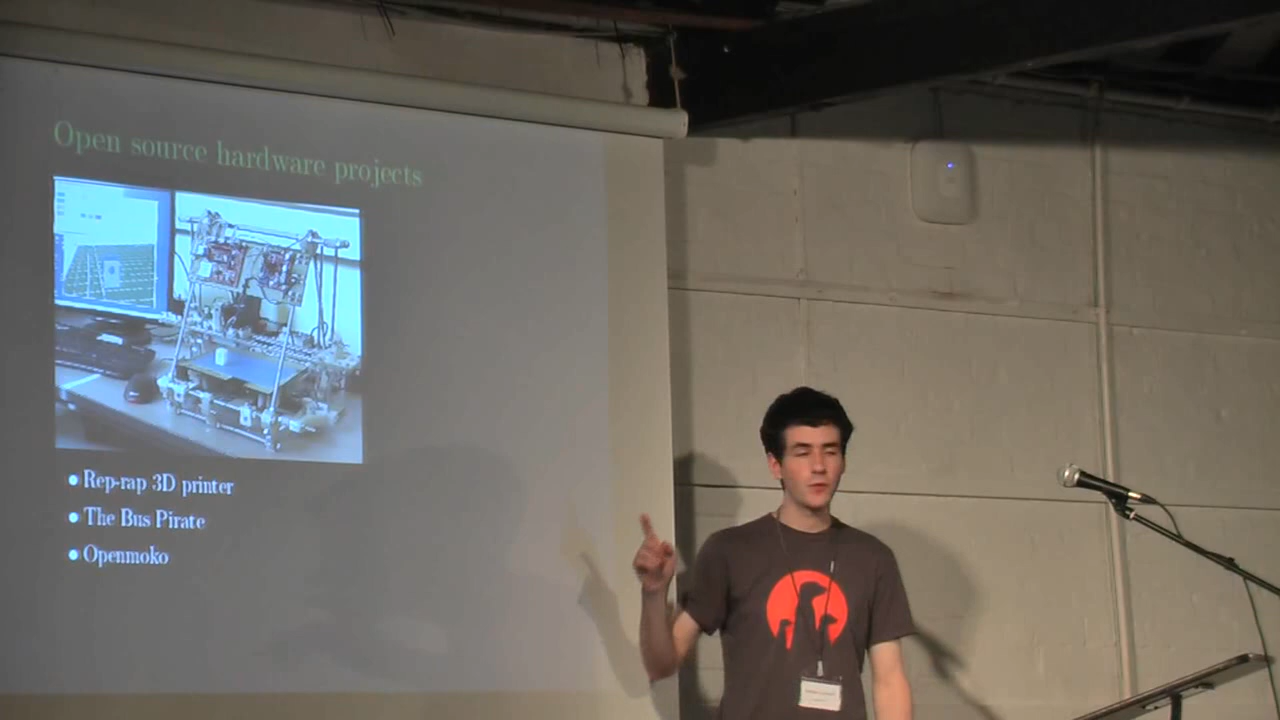 Open source hardware projects
• Rep-rap 3D printer
• The Bus Pirate
• Openmoko